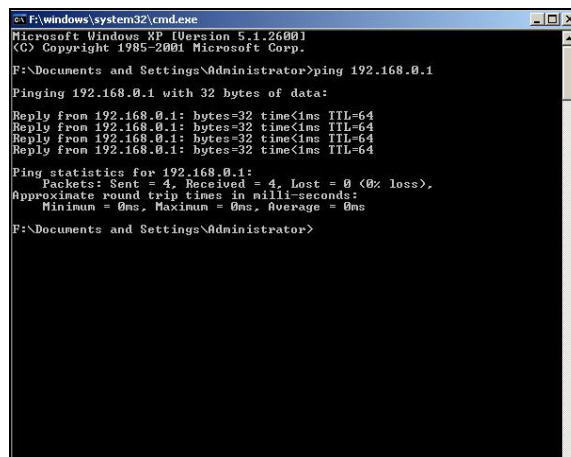 F:\windows\system32\cmd.exe
Microsoft Windows XP [Version 5.1.2600]
(C) Copyright 1985-2001 Microsoft Corp.
F:\Documents and Settings\Administrator>ping 192.168.0.1
Pinging 192.168.0.1 with 32 bytes of data:
Reply from 192.168.0.1: bytes=32 time<1ms TTL=64
Reply from 192.168.0.1: bytes=32 time<1ms TTL=64
Reply from 192.168.0.1: bytes=32 time<1ms TTL=64
Reply from 192.168.0.1: bytes=32 time<1ms TTL=64
Ping statistics for 192.168.0.1:
Packets: Sent = 4, Received = 4, Lost = 0 (0% loss),
Approximate round trip times in milli-seconds:
Minimum = 0ms, Maximum = 0ms, Average = 0ms
F:\Documents and Settings\Administrator>